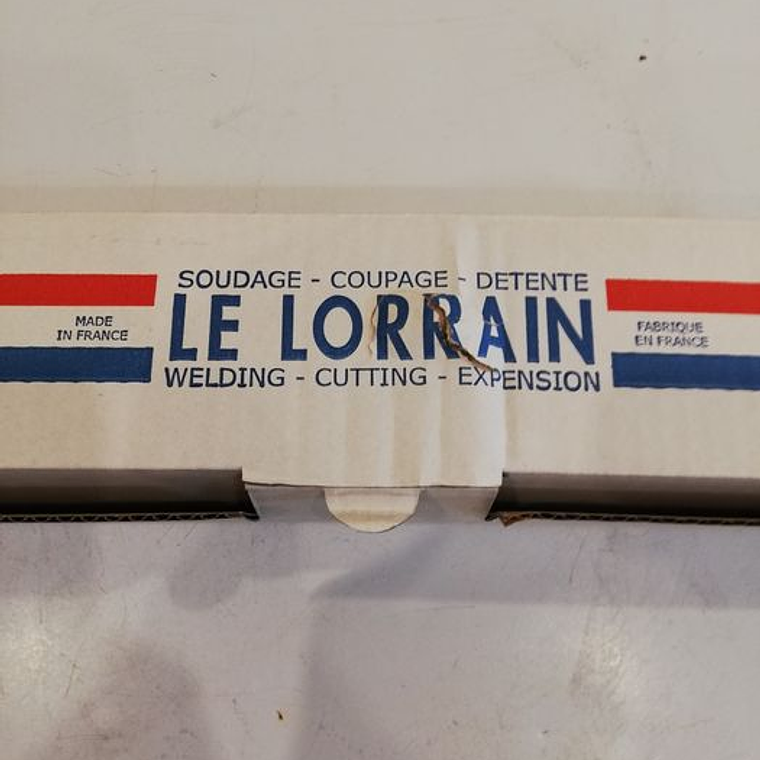 SOUDAGE - COUPAGE - DETENTE
MADE
IN FRANCE
LE LORRAIN
FABRIQUE
EN FRANCE
WELDING - CUTTING - EXPENSION